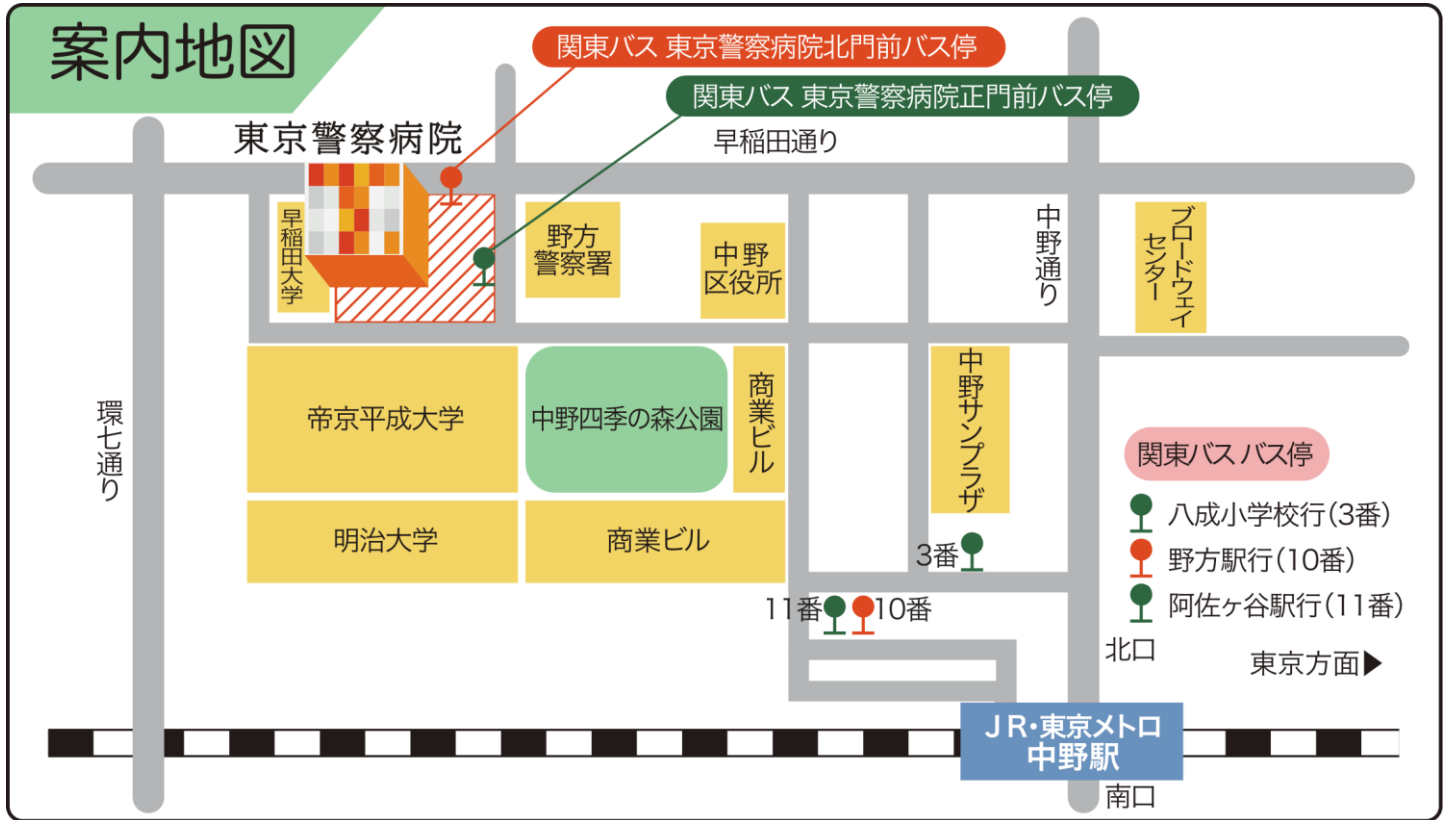 案内地図
関東バス 東京警察病院北門前バス停
関東バス 東京警察病院正門前バス停
東京警察病院
早稲田通り
早稲田大学
野方
警察署
中野
区役所
中野通り
ブロードウェイ
センター
環七通り
帝京平成大学
中野四季の森公園
商業ビル
中野サンプラザ
関東バス バス停
八成小学校行(3番)
野方駅行(10番)
阿佐ヶ谷駅行(11番)
明治大学
商業ビル
3番
11番
10番
北口
東京方面▶
JR・東京メトロ
中野駅
南口